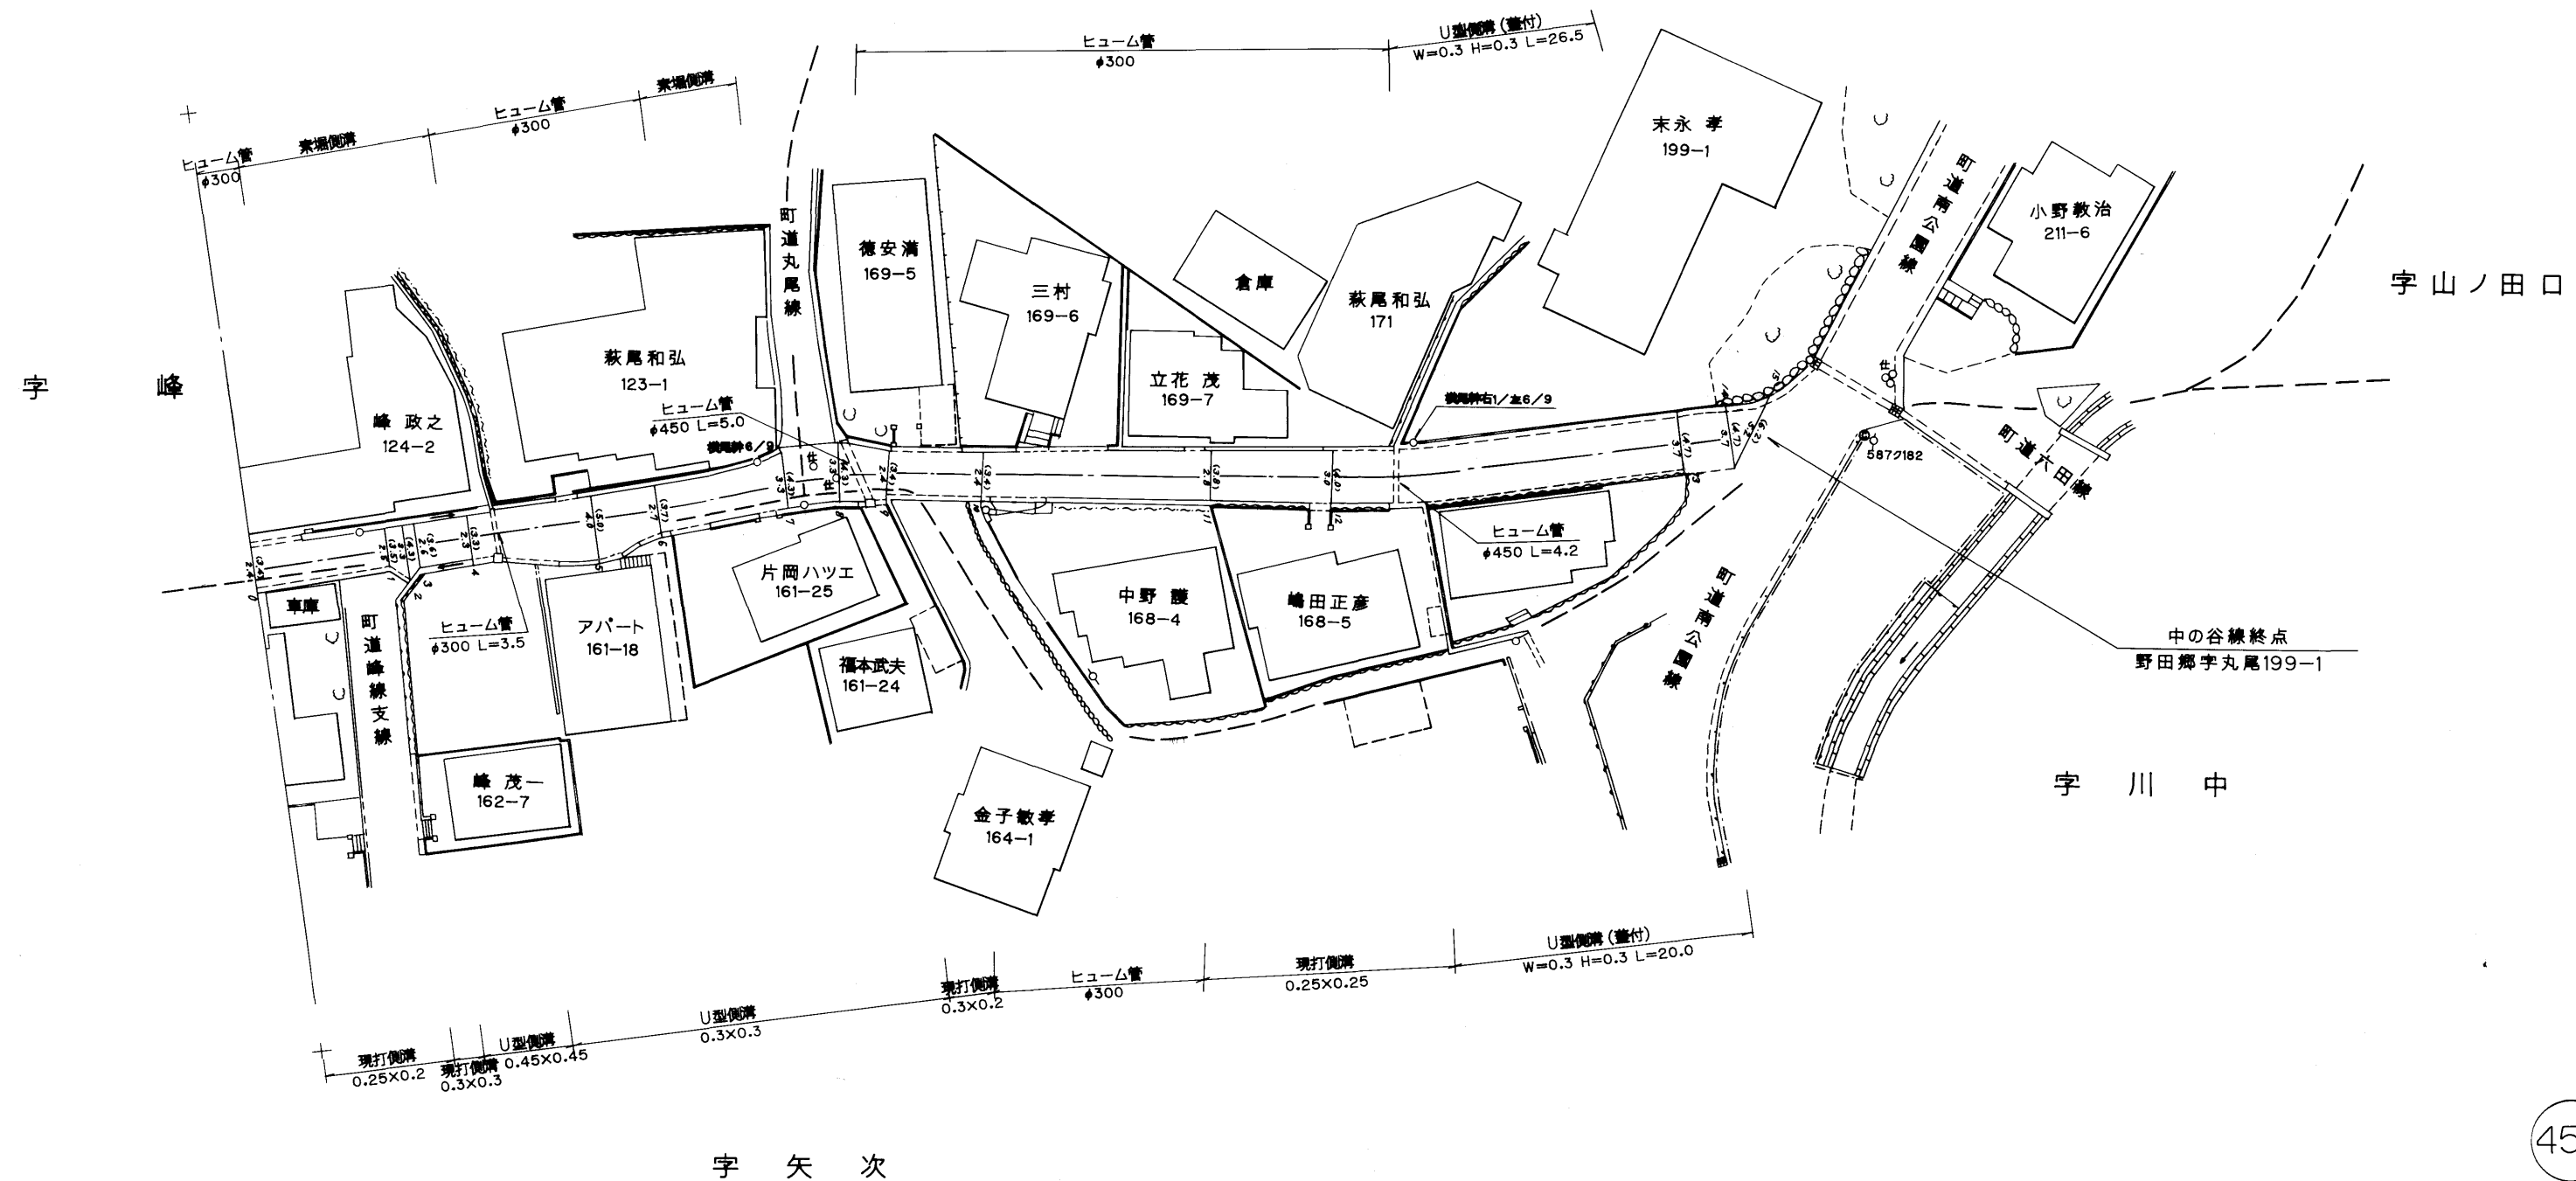 ヒューム管
φ300
U型側溝(蓋付)
W=0.3 H=0.3 L=26.5
素堀側溝
ヒューム管
φ300
素堀側溝
ヒューム管
φ300
末永 孝
199-1
町道南公園線
小野教治
211-6
字山ノ田口
町道丸尾線
徳安満
169-5
三村
169-6
倉庫
萩尾和弘
171
立花 茂
169-7
萩尾和弘
123-1
ヒューム管
φ450 L=5.0
字 峰
峰 政之
124-2
587ク182
町道六田線
ヒューム管
φ450 L=4.2
片岡ハツエ
161-25
中野 護
168-4
嶋田正彦
168-5
町道南公園線
車庫
町道峰線支線
ヒューム管
φ300 L=3.5
アパート
161-18
福本武夫
161-24
中の谷線終点
野田郷字丸尾199-1
峰 茂一
162-7
金子敏孝
164-1
字 川 中
U型側溝(蓋付)
W=0.3 H=0.3 L=20.0
現打側溝
0.25×0.25
ヒューム管
φ300
現打側溝
0.3×0.2
U型側溝
0.3×0.3
U型側溝
0.45×0.45
現打側溝
0.3×0.3
現打側溝
0.25×0.2
字 矢 次
45